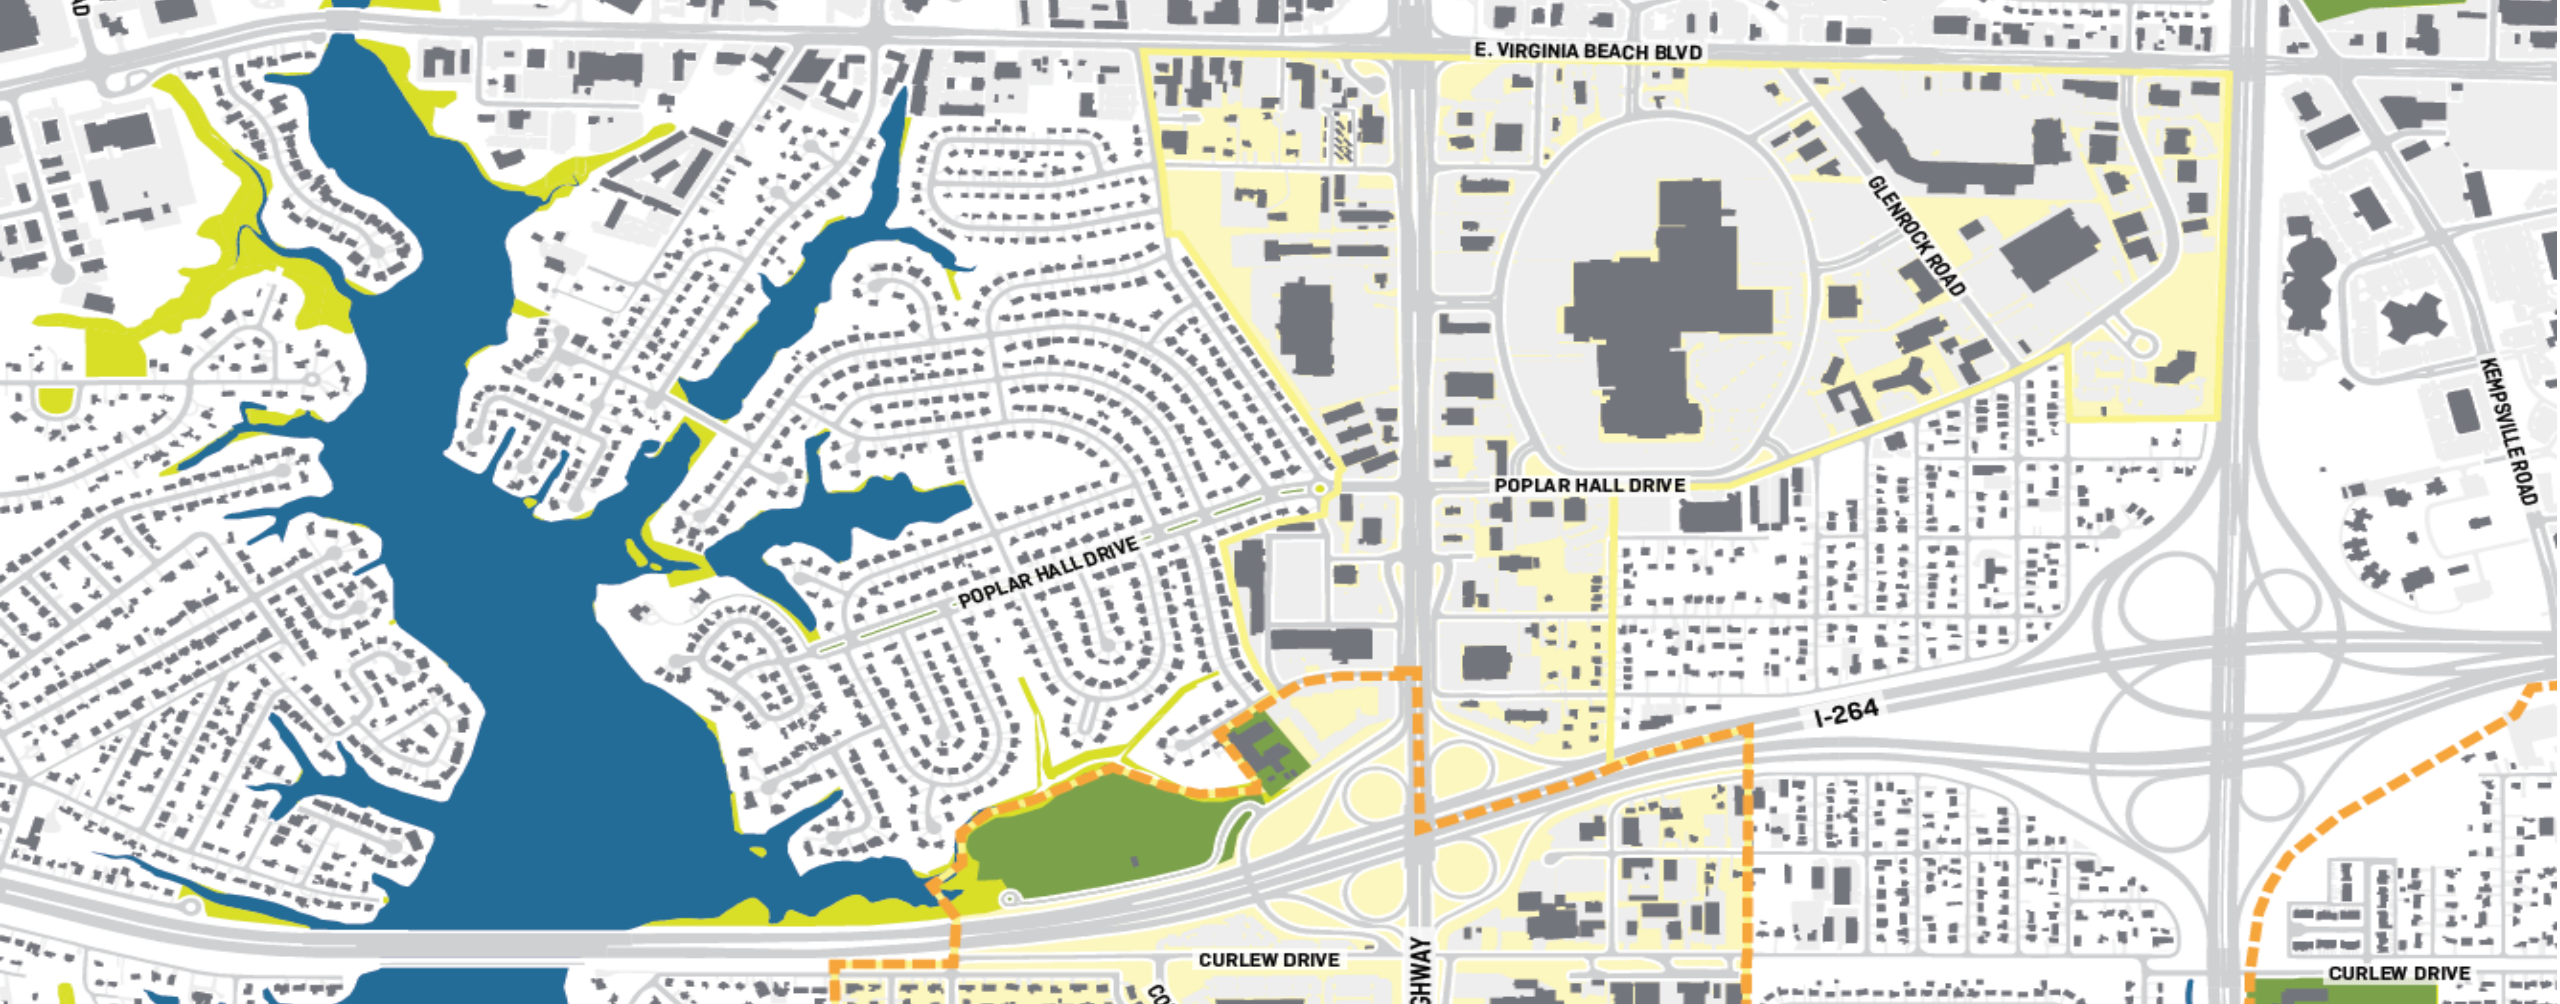 E. VIRGINIA BEACH BLVD
GLENROCK ROAD
KEMPSVILLE ROAD
POPLAR HALL DRIVE
POPLAR HALL DRIVE
I-264
CURLEW DRIVE
CURLEW DRIVE